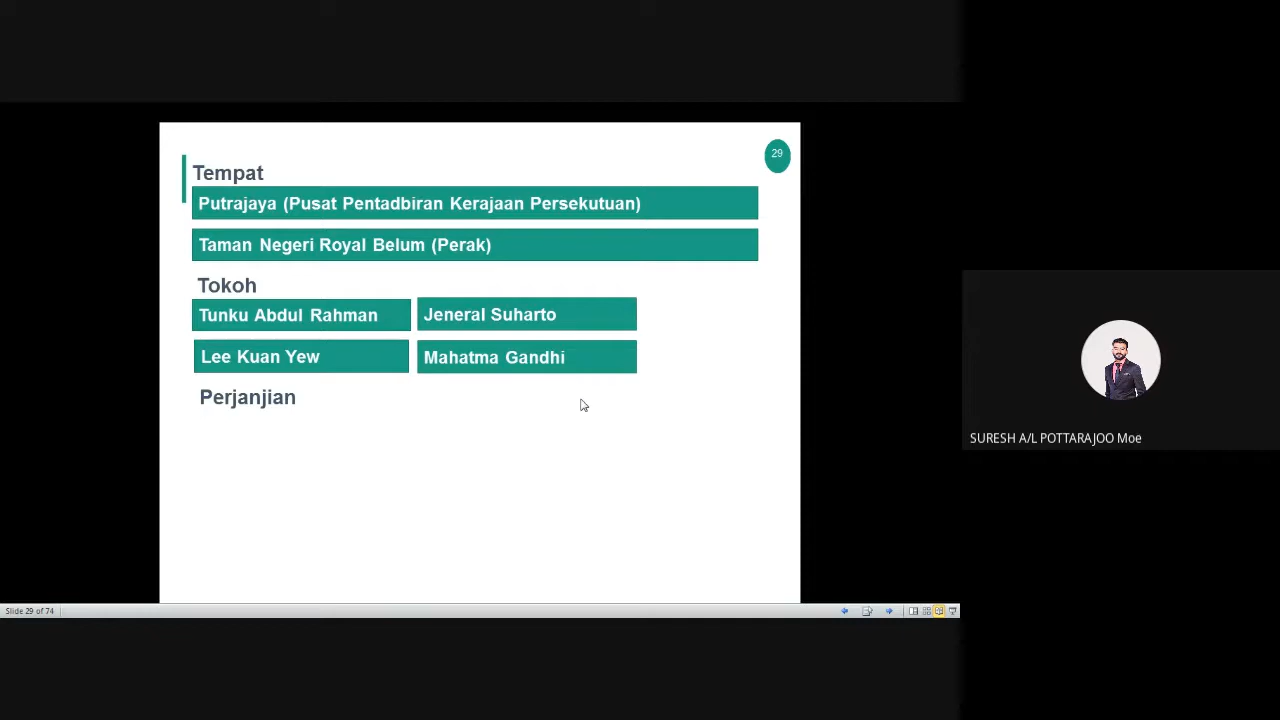 29
Tempat
Putrajaya (Pusat Pentadbiran Kerajaan Persekutuan)
Taman Negeri Royal Belum (Perak)
Tokoh
Tunku Abdul Rahman
Jeneral Suharto
Lee Kuan Yew
Mahatma Gandhi
Perjanjian
SURESH A/L POTTARAJOO Moe
Slide 29 of 74